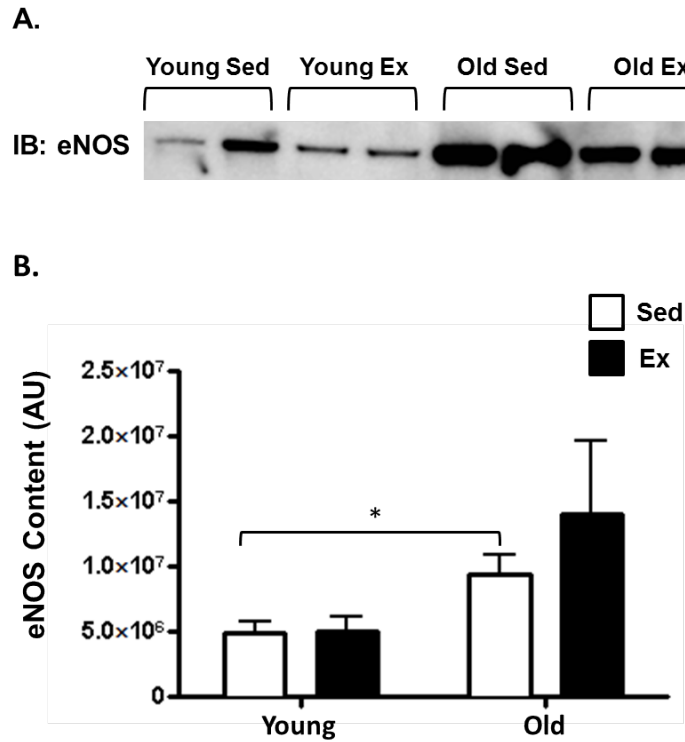 A.
Young Sed Young Ex Old Sed Old Ex
IB: eNOS
B.
Sed
Ex
eNOS Content (AU)
2.5×10⁷
2.0×10⁷
1.5×10⁷
1.0×10⁷
5.0×10⁶
0
*
Young Old